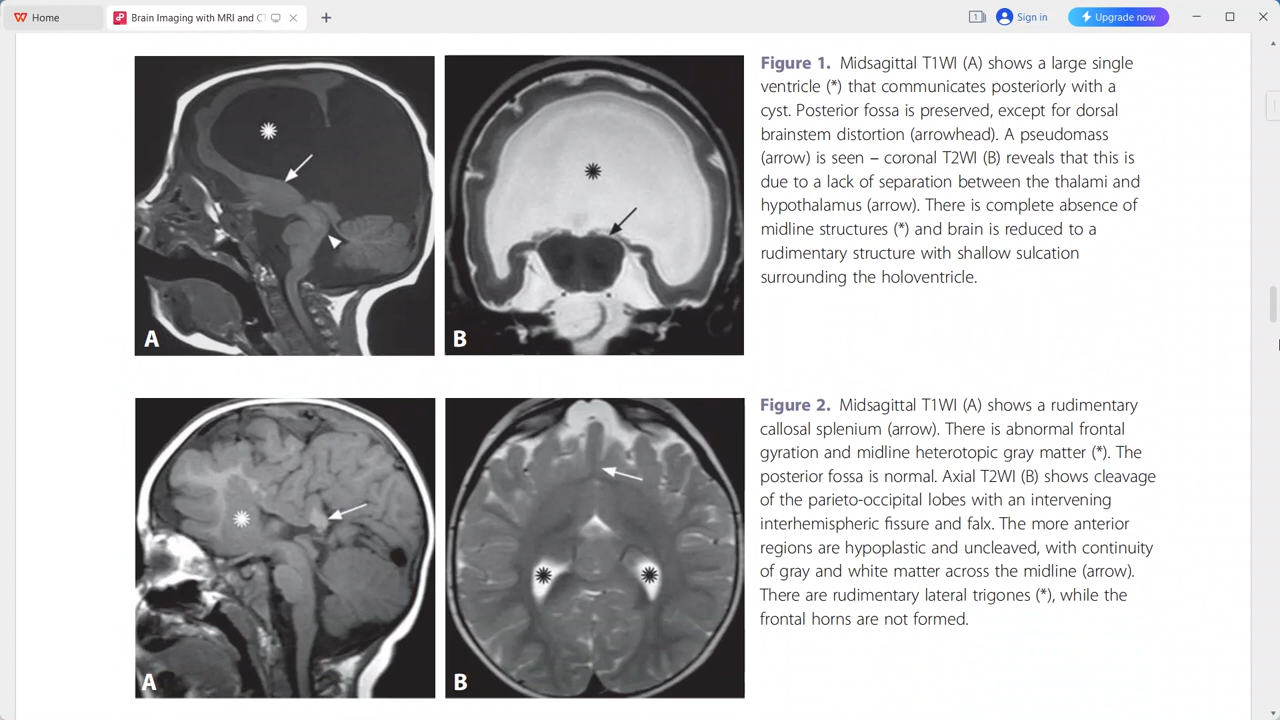 Home
Brain Imaging with MRI and C
1
Sign in
Upgrade now
A
B
Figure 1. Midsagittal T1WI (A) shows a large single
ventricle (*) that communicates posteriorly with a
cyst. Posterior fossa is preserved, except for dorsal
brainstem distortion (arrowhead). A pseudomass
(arrow) is seen – coronal T2WI (B) reveals that this is
due to a lack of separation between the thalami and
hypothalamus (arrow). There is complete absence of
midline structures (*) and brain is reduced to a
rudimentary structure with shallow sulcation
surrounding the holoventricle.
A
B
Figure 2. Midsagittal T1WI (A) shows a rudimentary
callosal splenium (arrow). There is abnormal frontal
gyration and midline heterotopic gray matter (*). The
posterior fossa is normal. Axial T2WI (B) shows cleavage
of the parieto-occipital lobes with an intervening
interhemispheric fissure and falx. The more anterior
regions are hypoplastic and uncleaved, with continuity
of gray and white matter across the midline (arrow).
There are rudimentary lateral trigones (*), while the
frontal horns are not formed.